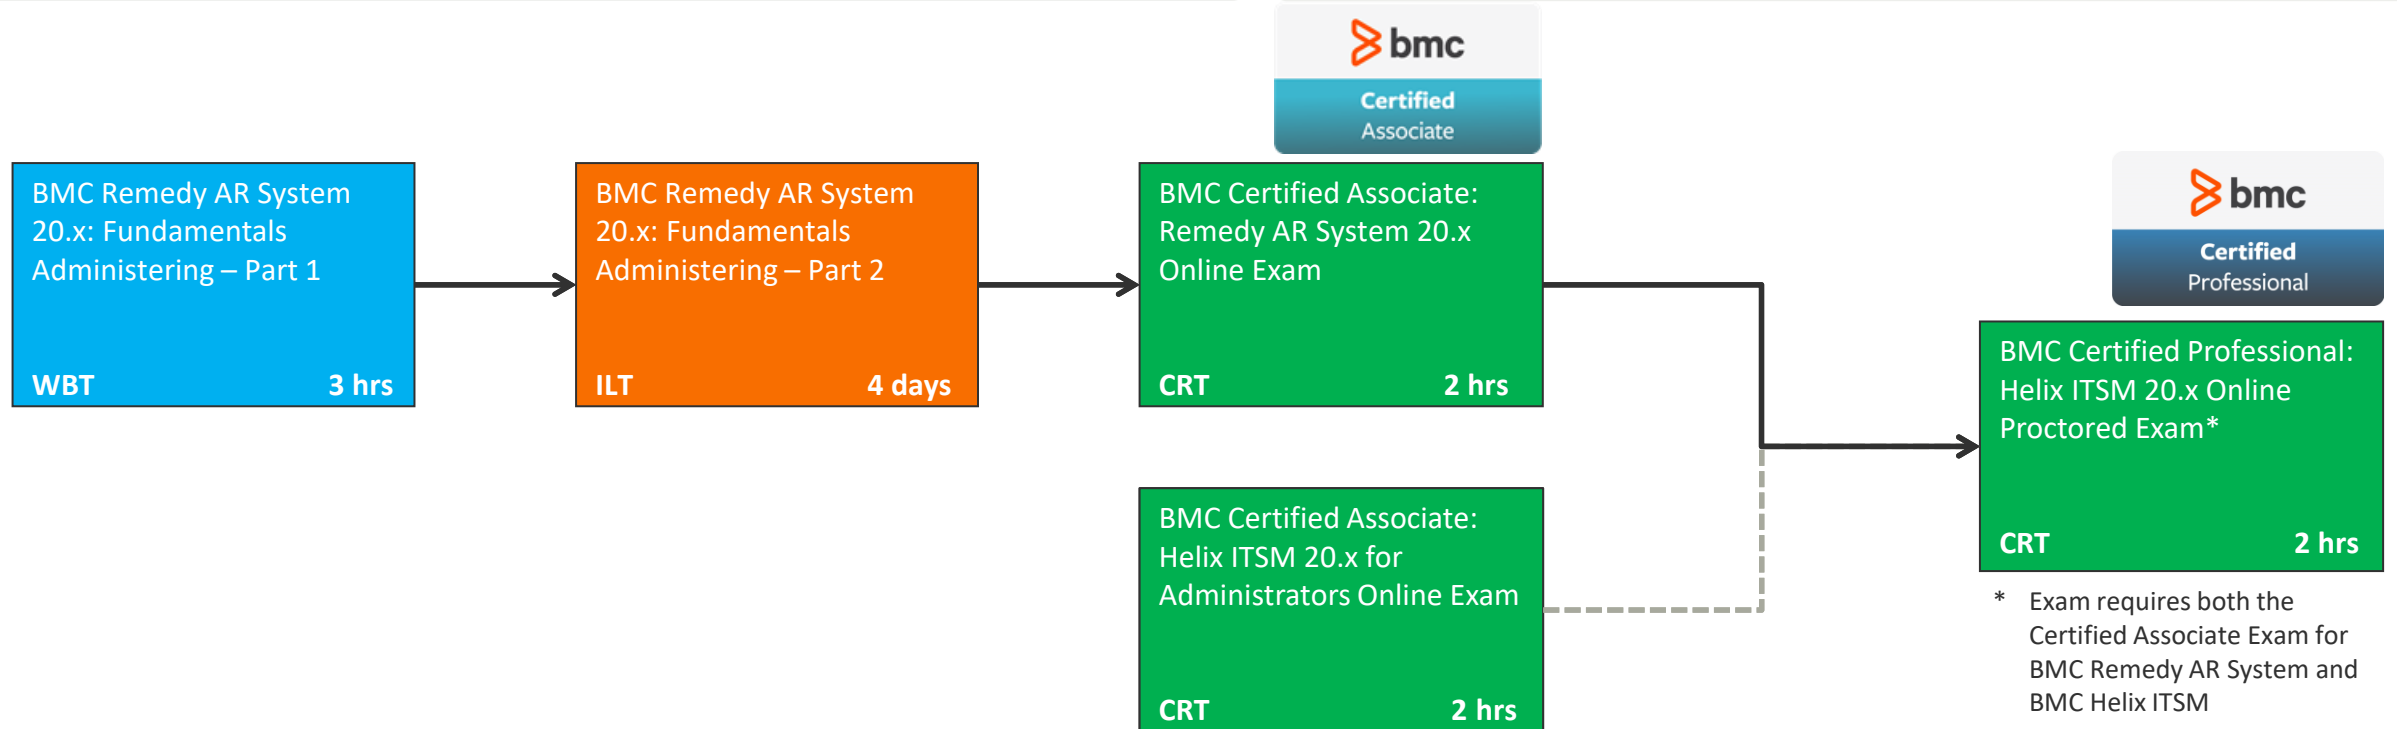 bmc
Certified
Associate
bmc
Certified
Professional
BMC Remedy AR System
20.x: Fundamentals
Administering – Part 1
WBT 3 hrs
BMC Remedy AR System
20.x: Fundamentals
Administering – Part 2
ILT 4 days
BMC Certified Associate:
Remedy AR System 20.x
Online Exam
CRT 2 hrs
BMC Certified Professional:
Helix ITSM 20.x Online
Proctored Exam*
CRT 2 hrs
BMC Certified Associate:
Helix ITSM 20.x for
Administrators Online Exam
CRT 2 hrs
* Exam requires both the
Certified Associate Exam for
BMC Remedy AR System and
BMC Helix ITSM